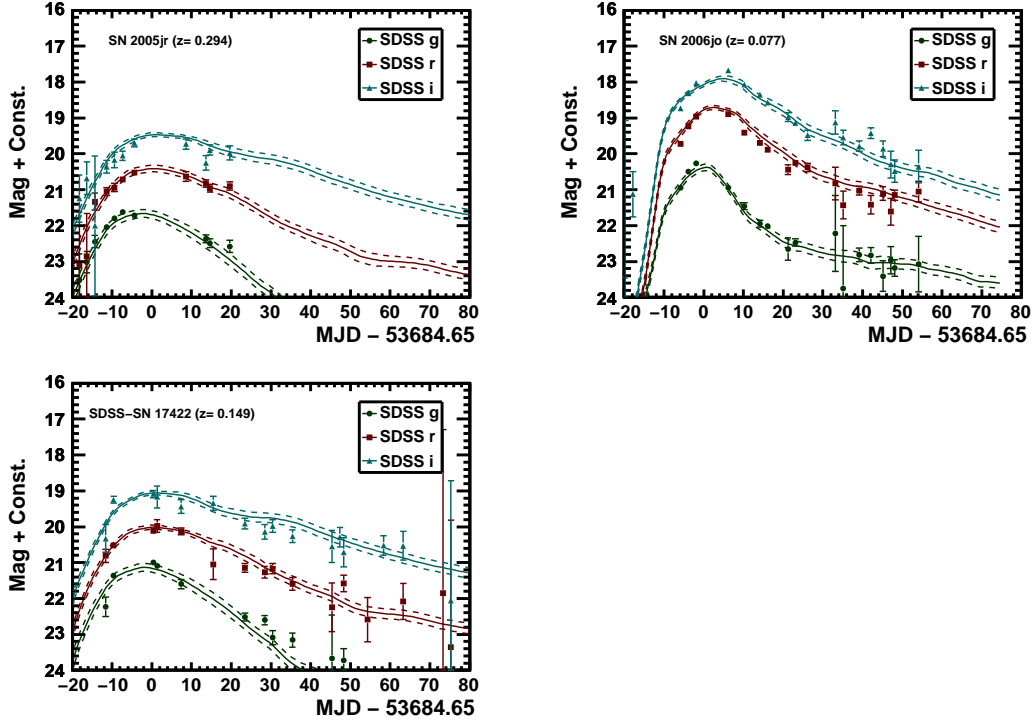 SN 2005jr (z= 0.294)
SDSS g
SDSS r
SDSS i
Mag + Const.
16
17
18
19
20
21
22
23
24
−20 −10 0 10 20 30 40 50 60 70 80
MJD − 53684.65
SN 2006jo (z= 0.077)
SDSS g
SDSS r
SDSS i
Mag + Const.
16
17
18
19
20
21
22
23
24
−20 −10 0 10 20 30 40 50 60 70 80
MJD − 53684.65
SDSS−SN 17422 (z= 0.149)
SDSS g
SDSS r
SDSS i
Mag + Const.
16
17
18
19
20
21
22
23
24
−20 −10 0 10 20 30 40 50 60 70 80
MJD − 53684.65